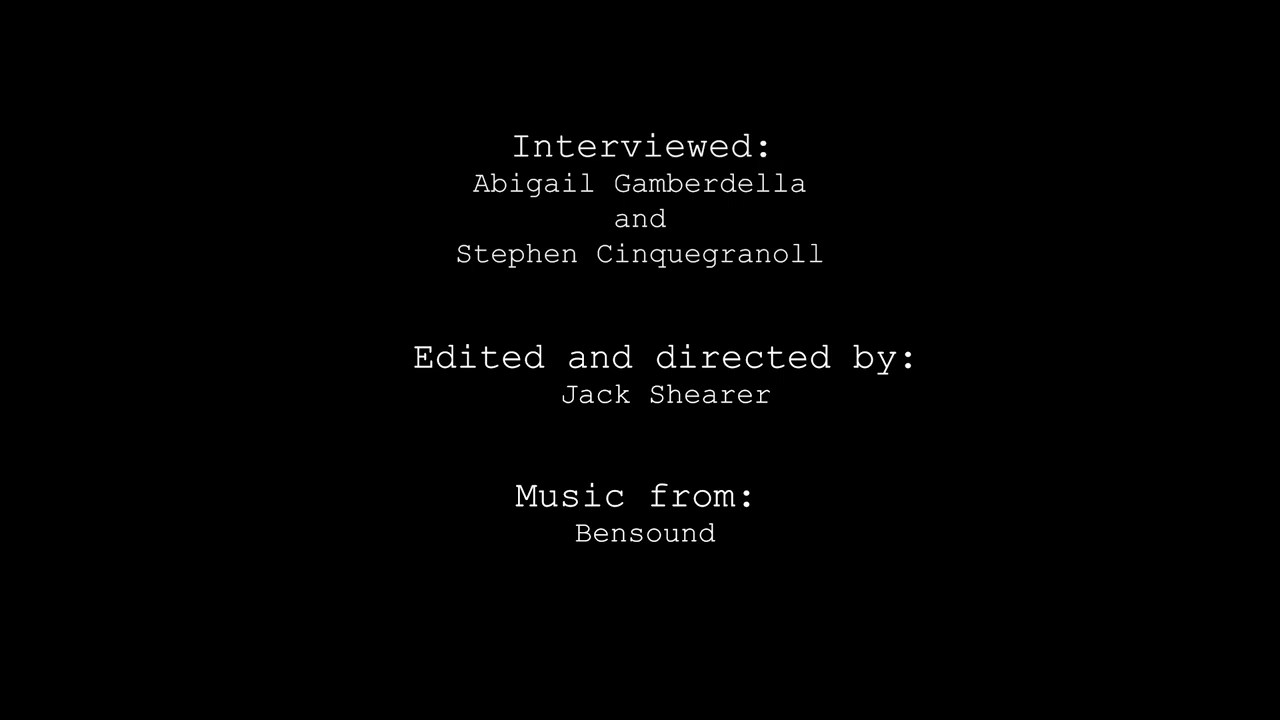 Interviewed:
Abigail Gamberdella
and
Stephen Cinquegranoll
Edited and directed by:
Jack Shearer
Music from:
Bensound